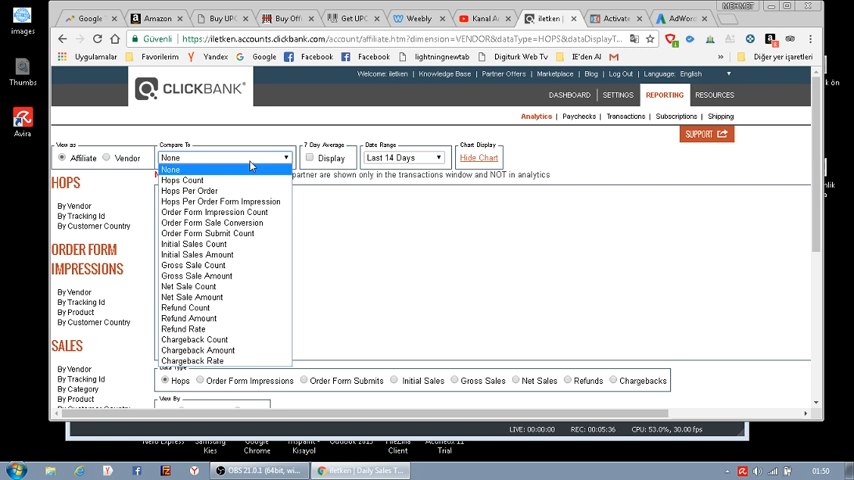 MEHMET
Google
Amazon
Buy UP
Buy Off
Get UPC
Weebly
Kanal A
iletken
Activate
AdWor
Güvenli
https://iletken.accounts.clickbank.com/account/affiliate.htm?dimension=VENDOR&dataType=HOPS&dataDisplayT
Uygulamalar
Favorilerim
Yandex
Google
Facebook
Facebook
lightningnewtab
Digiturk Web Tv
IE'den Al
Diğer yer işaretleri
Welcome: iletken | Knowledge Base | Partner Offers | Marketplace | Blog | Log Out | Language: English
CLICKBANK
DASHBOARD
SETTINGS
REPORTING
RESOURCES
Analytics | Paychecks | Transactions | Subscriptions | Shipping
SUPPORT
View as
Affiliate
Vendor
Compare To
None
7 Day Average
Display
Date Range
Last 14 Days
Chart Display
Hide Chart
partner are shown only in the transactions window and NOT in analytics
None
Hops Count
Hops Per Order
Hops Per Order Form Impression
Order Form Impression Count
Order Form Sale Conversion
Order Form Submit Count
Initial Sales Count
Initial Sales Amount
Gross Sale Count
Gross Sale Amount
Net Sale Count
Net Sale Amount
Refund Count
Refund Amount
Refund Rate
Chargeback Count
Chargeback Amount
Chargeback Rate
HOPS
By Vendor
By Tracking Id
By Customer Country
ORDER FORM
IMPRESSIONS
By Vendor
By Tracking Id
By Product
By Customer Country
SALES
By Vendor
By Tracking Id
By Category
By Product
Data Type
Hops
Order Form Impressions
Order Form Submits
Initial Sales
Gross Sales
Net Sales
Refunds
Chargebacks
View By
LIVE: 00:00:00
REC: 00:05:36
CPU: 53.0%, 30.00 fps
images
Thumbs
Avira
Nero Express
Samsung
Kies
Google
Chrome
Hisapps
Kısayol
Outlook 2013
FileZilla
Client
Acunetix 11
Trial
OBS 21.0.1 (64bit, wi...
iletken | Daily Sales T...
01:50